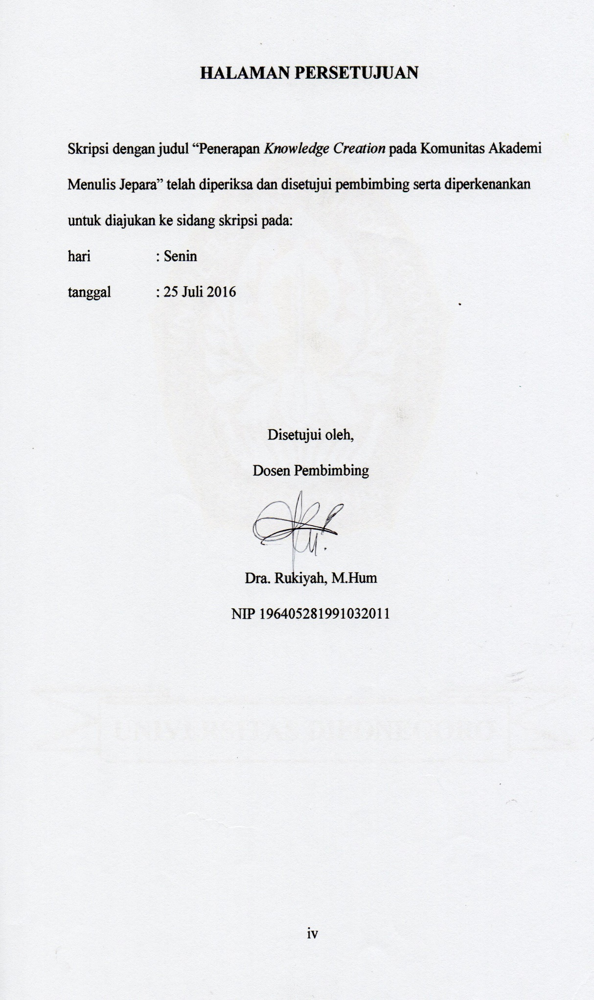 HALAMAN PERSETUJUAN
Skripsi dengan judul “Penerapan Knowledge Creation pada Komunitas Akademi
Menulis Jepara” telah diperiksa dan disetujui pembimbing serta diperkenankan
untuk diajukan ke sidang skripsi pada:
hari : Senin
tanggal : 25 Juli 2016
Disetujui oleh,
Dosen Pembimbing
Dra. Rukiyah, M.Hum
NIP 196405281991032011
UNIVERSITAS DIPONEGORO
iv